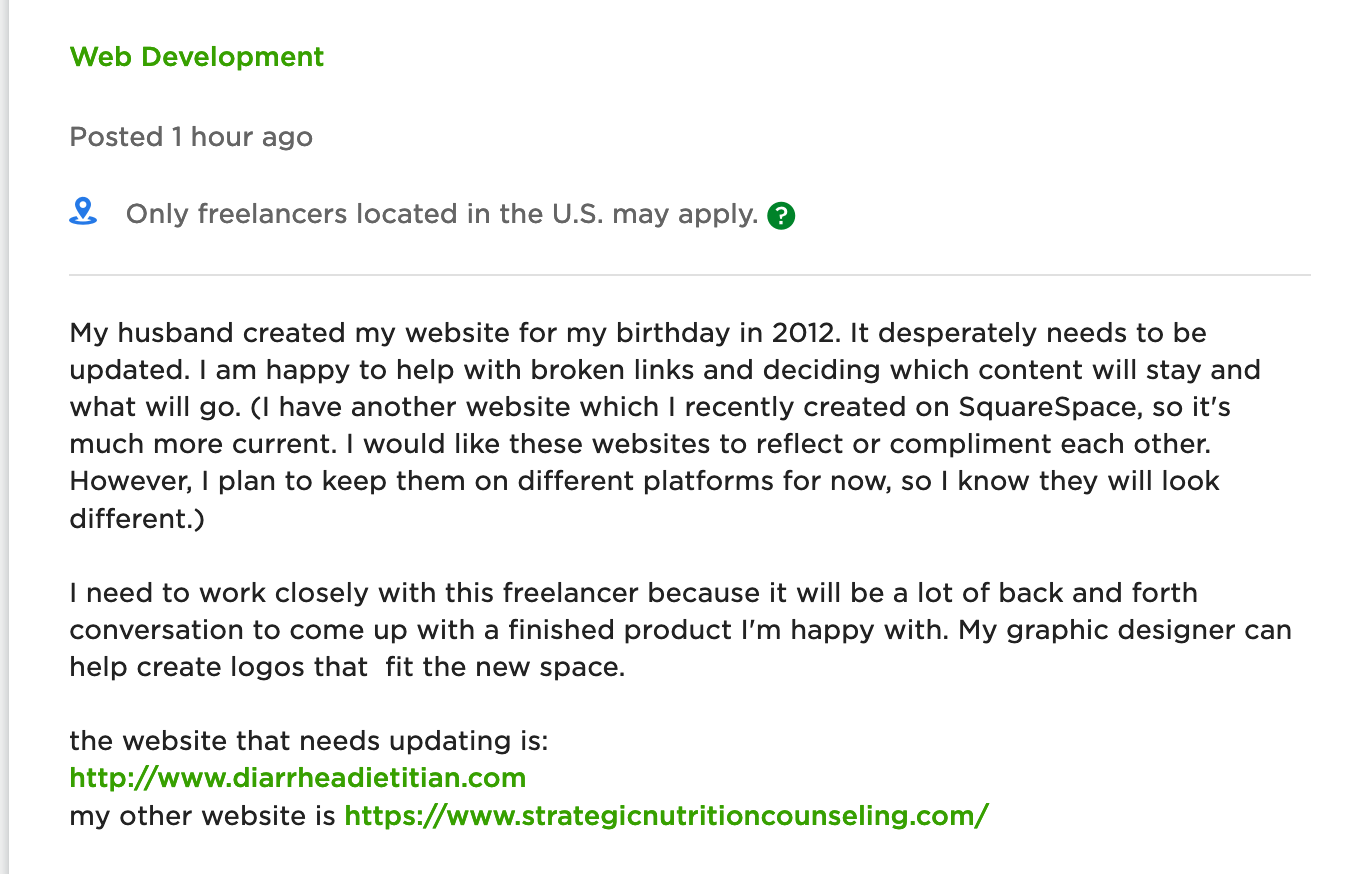 Web Development
Posted 1 hour ago
Only freelancers located in the U.S. may apply. ?
My husband created my website for my birthday in 2012. It desperately needs to be
updated. I am happy to help with broken links and deciding which content will stay and
what will go. (I have another website which I recently created on SquareSpace, so it's
much more current. I would like these websites to reflect or compliment each other.
However, I plan to keep them on different platforms for now, so I know they will look
different.)
I need to work closely with this freelancer because it will be a lot of back and forth
conversation to come up with a finished product I'm happy with. My graphic designer can
help create logos that  fit the new space.
the website that needs updating is:
http://www.diarrheadietitian.com
my other website is https://www.strategicnutritioncounseling.com/